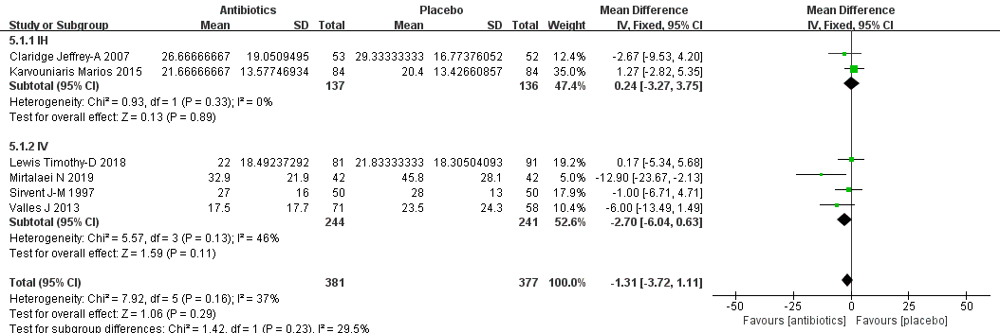 Antibiotics Placebo Mean Difference Mean Difference
Study or Subgroup Mean SD Total Mean SD Total Weight IV, Fixed, 95% CI IV, Fixed, 95% CI
5.1.1 IH
Claridge Jeffrey-A 2007 26.66666667 19.0509495 53 29.33333333 16.77376052 52 12.4% -2.67 [-9.53, 4.20]
Karvouniaris Marios 2015 21.66666667 13.57746934 84 20.4 13.42660857 84 35.0% 1.27 [-2.82, 5.35]
Subtotal (95% CI) 137 136 47.4% 0.24 [-3.27, 3.75]
Heterogeneity: Chi² = 0.93, df = 1 (P = 0.33); I² = 0%
Test for overall effect: Z = 0.13 (P = 0.89)
5.1.2 IV
Lewis Timothy-D 2018 22 18.49237292 81 21.83333333 18.30504093 91 19.2% 0.17 [-5.34, 5.68]
Mirtalaei N 2019 32.9 21.9 42 45.8 28.1 42 5.0% -12.90 [-23.67, -2.13]
Sirvent J-M 1997 27 16 50 28 13 50 17.9% -1.00 [-6.71, 4.71]
Valles J 2013 17.5 17.7 71 23.5 24.3 58 10.4% -6.00 [-13.49, 1.49]
Subtotal (95% CI) 244 241 52.6% -2.70 [-6.04, 0.63]
Heterogeneity: Chi² = 5.57, df = 3 (P = 0.13); I² = 46%
Test for overall effect: Z = 1.59 (P = 0.11)
Total (95% CI) 381 377 100.0% -1.31 [-3.72, 1.11]
Heterogeneity: Chi² = 7.92, df = 5 (P = 0.16); I² = 37%
Test for overall effect: Z = 1.06 (P = 0.29)
Test for subgroup differences: Chi² = 1.42, df = 1 (P = 0.23), I² = 29.5%
-50 -25 0 25 50
Favours [antibiotics] Favours [placebo]